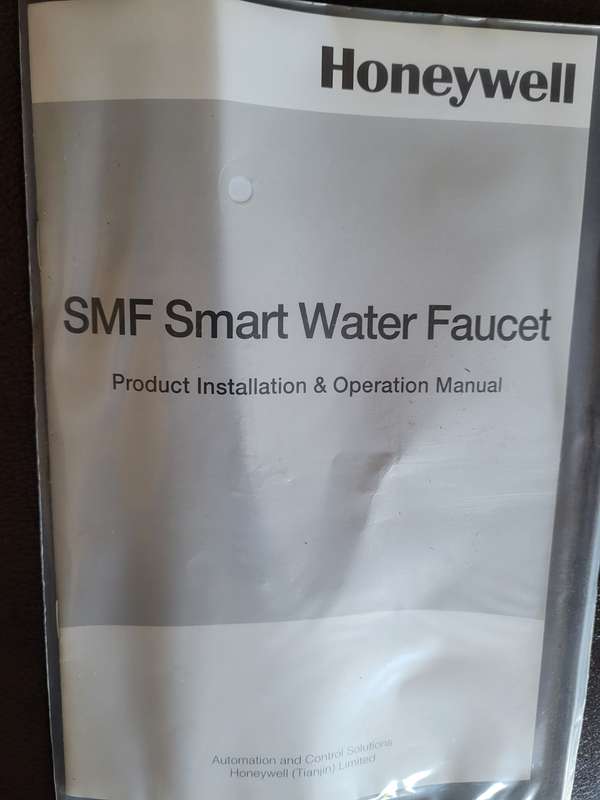 Honeywell
SMF Smart Water Faucet
Product Installation & Operation Manual
Automation and Control Solutions
Honeywell (Tianjin) Limited